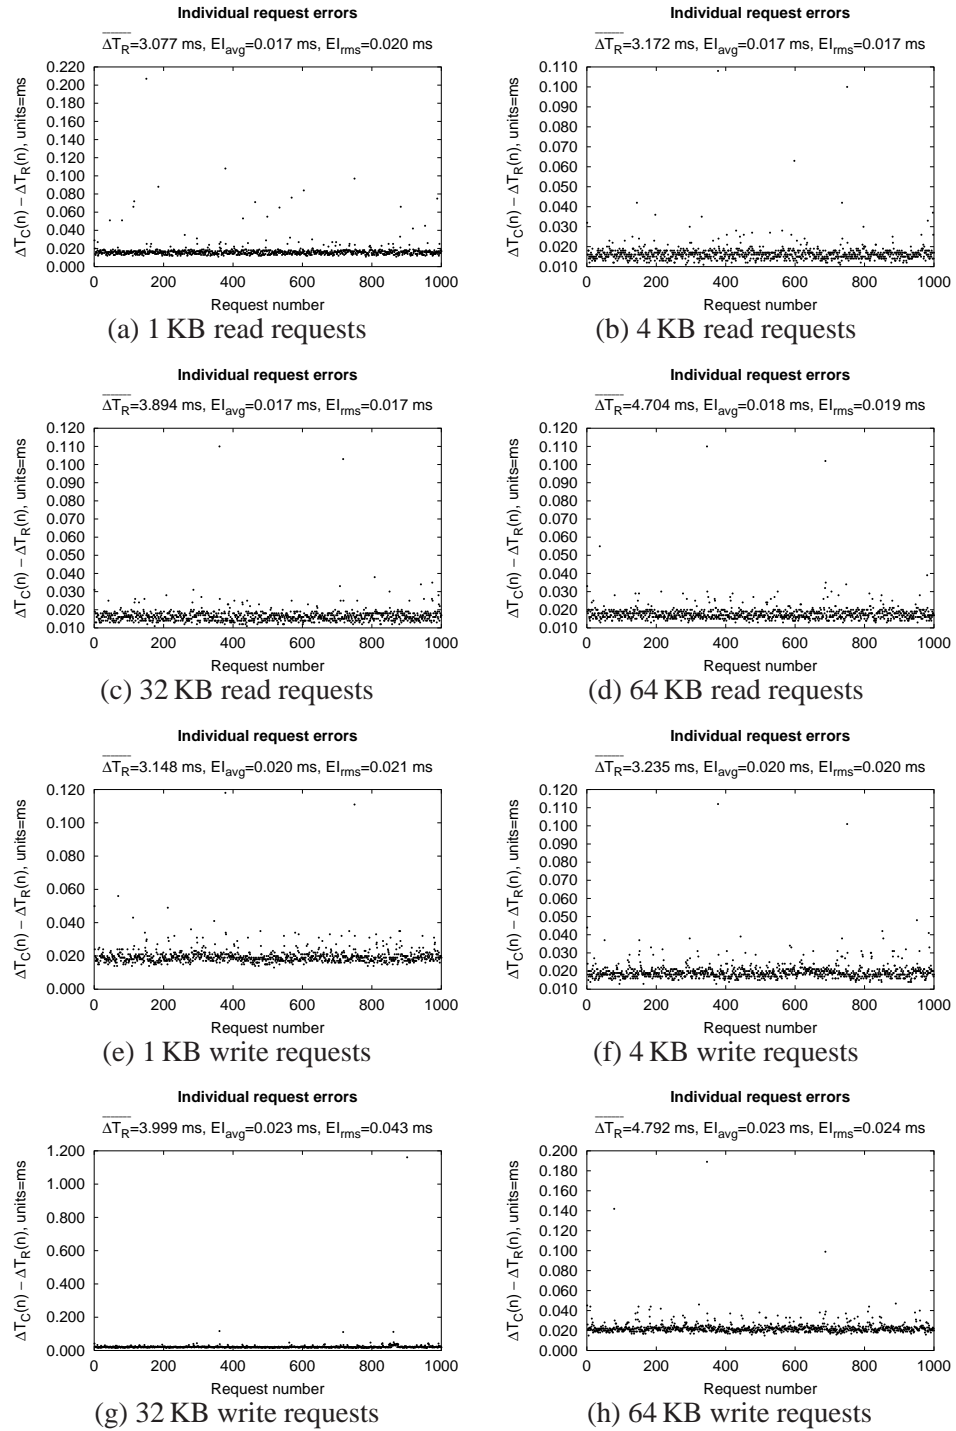 Individual request errors
ΔT_R=3.077 ms, EI_avg=0.017 ms, EI_rms=0.020 ms
ΔT_C(n) − ΔT_R(n), units=ms
0.220
0.200
0.180
0.160
0.140
0.120
0.100
0.080
0.060
0.040
0.020
0.000
0 200 400 600 800 1000
Request number
(a) 1 KB read requests
Individual request errors
ΔT_R=3.172 ms, EI_avg=0.017 ms, EI_rms=0.017 ms
ΔT_C(n) − ΔT_R(n), units=ms
0.110
0.100
0.090
0.080
0.070
0.060
0.050
0.040
0.030
0.020
0.010
0 200 400 600 800 1000
Request number
(b) 4 KB read requests
Individual request errors
ΔT_R=3.894 ms, EI_avg=0.017 ms, EI_rms=0.017 ms
ΔT_C(n) − ΔT_R(n), units=ms
0.120
0.110
0.100
0.090
0.080
0.070
0.060
0.050
0.040
0.030
0.020
0.010
0 200 400 600 800 1000
Request number
(c) 32 KB read requests
Individual request errors
ΔT_R=4.704 ms, EI_avg=0.018 ms, EI_rms=0.019 ms
ΔT_C(n) − ΔT_R(n), units=ms
0.120
0.110
0.100
0.090
0.080
0.070
0.060
0.050
0.040
0.030
0.020
0.010
0 200 400 600 800 1000
Request number
(d) 64 KB read requests
Individual request errors
ΔT_R=3.148 ms, EI_avg=0.020 ms, EI_rms=0.021 ms
ΔT_C(n) − ΔT_R(n), units=ms
0.120
0.100
0.080
0.060
0.040
0.020
0.000
0 200 400 600 800 1000
Request number
(e) 1 KB write requests
Individual request errors
ΔT_R=3.235 ms, EI_avg=0.020 ms, EI_rms=0.020 ms
ΔT_C(n) − ΔT_R(n), units=ms
0.120
0.110
0.100
0.090
0.080
0.070
0.060
0.050
0.040
0.030
0.020
0.010
0 200 400 600 800 1000
Request number
(f) 4 KB write requests
Individual request errors
ΔT_R=3.999 ms, EI_avg=0.023 ms, EI_rms=0.043 ms
ΔT_C(n) − ΔT_R(n), units=ms
1.200
1.000
0.800
0.600
0.400
0.200
0.000
0 200 400 600 800 1000
Request number
(g) 32 KB write requests
Individual request errors
ΔT_R=4.792 ms, EI_avg=0.023 ms, EI_rms=0.024 ms
ΔT_C(n) − ΔT_R(n), units=ms
0.200
0.180
0.160
0.140
0.120
0.100
0.080
0.060
0.040
0.020
0.000
0 200 400 600 800 1000
Request number
(h) 64 KB write requests